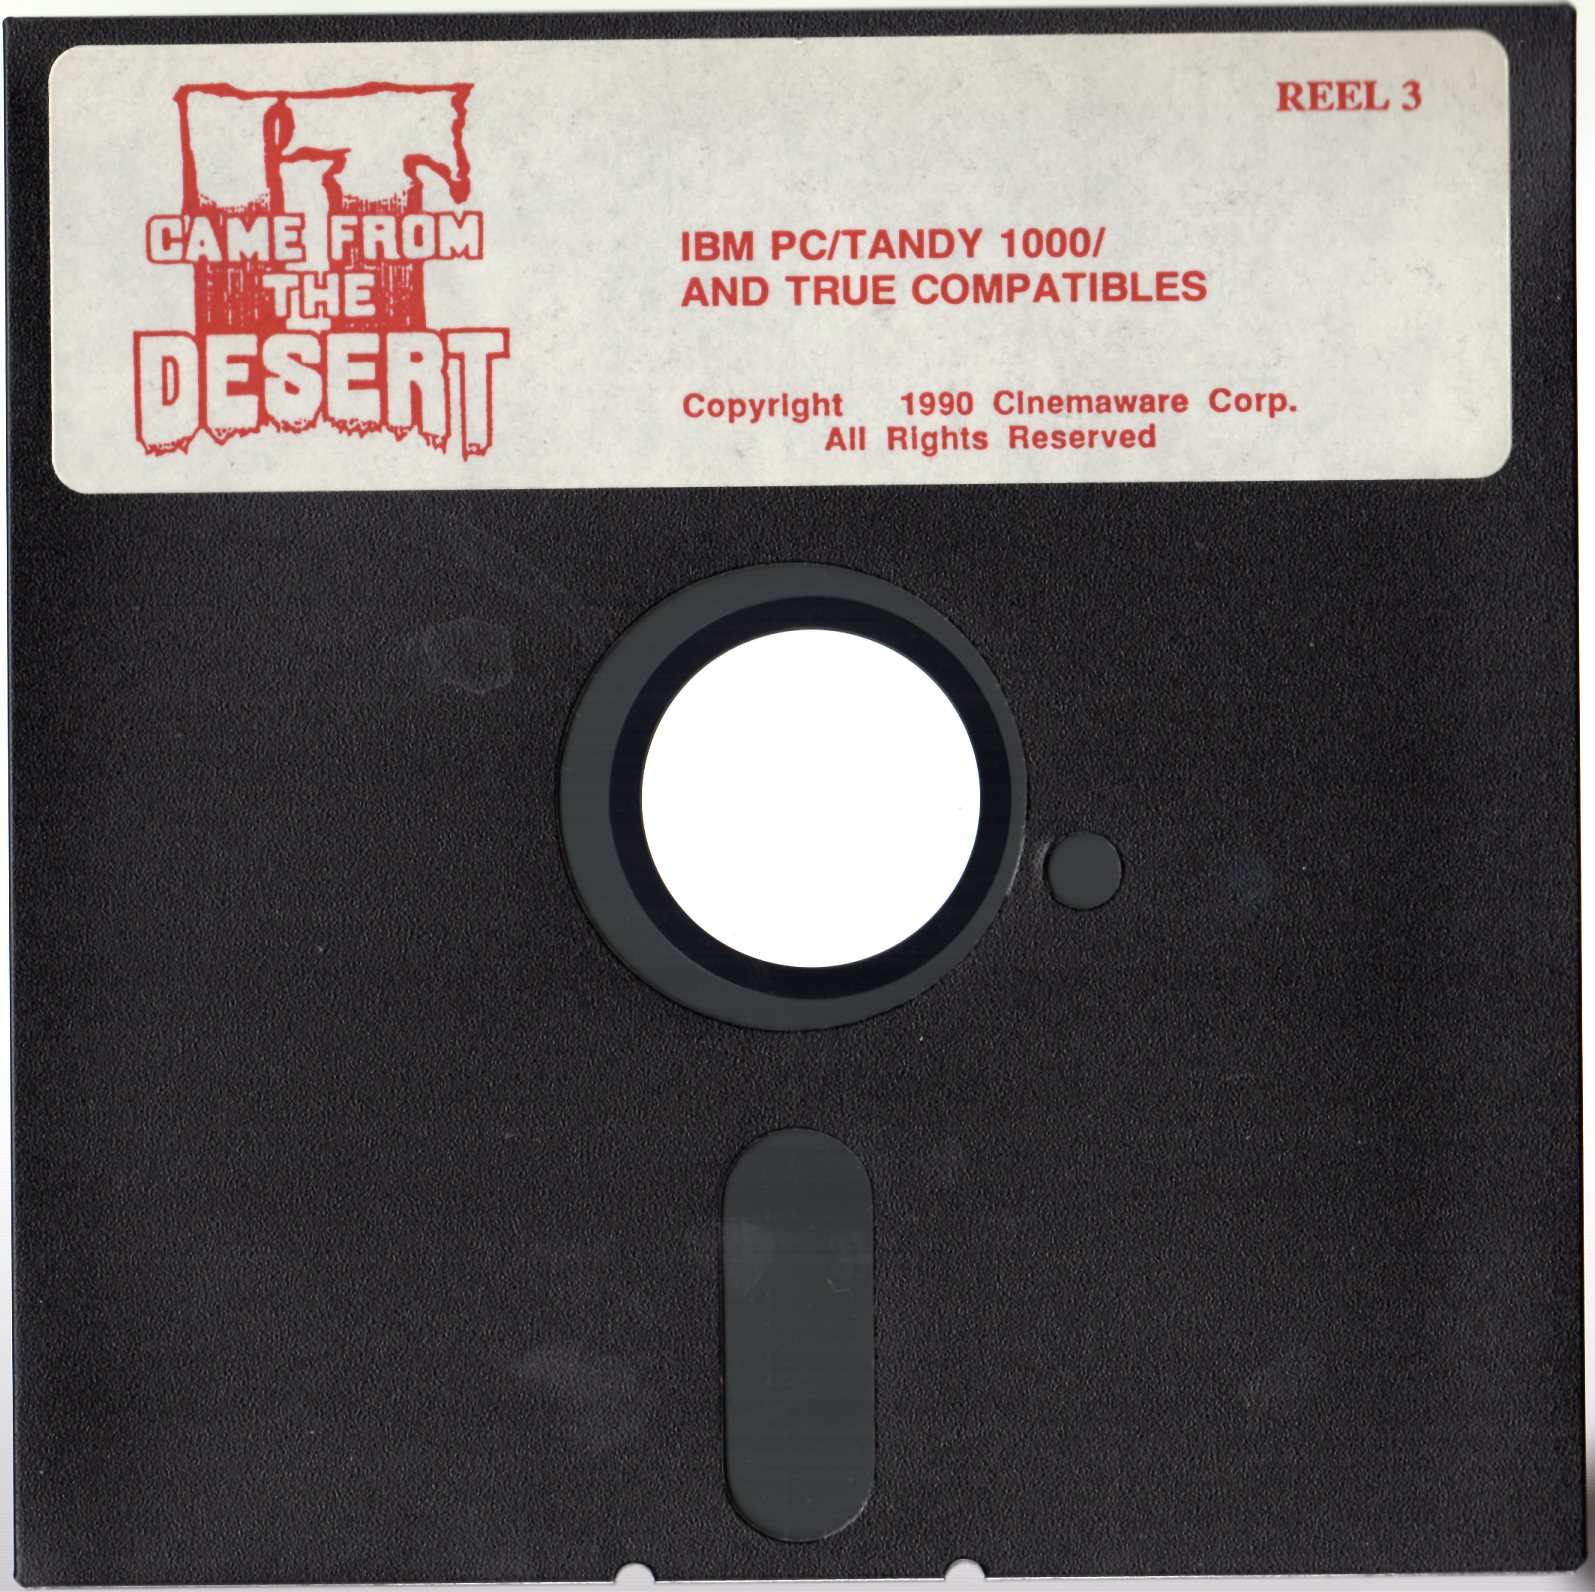 REEL 3
IT
CAME FROM
THE
DESERT
IBM PC/TANDY 1000/
AND TRUE COMPATIBLES
Copyright 1990 Cinemaware Corp.
All Rights Reserved